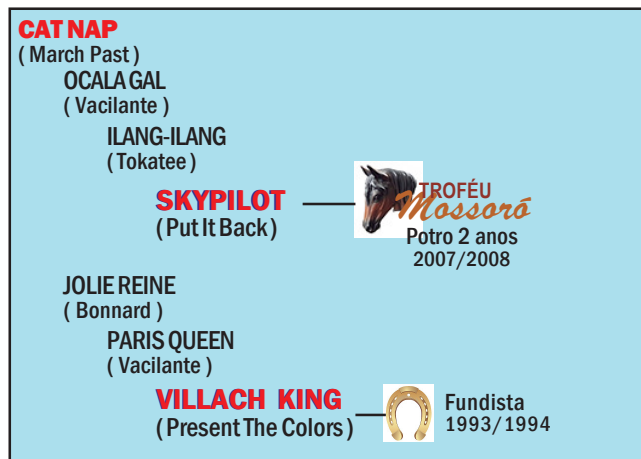 CAT NAP
( March Past )
OCALA GAL
( Vacilante )
ILANG-ILANG
(Tokatee )
SKYPILOT
(Put It Back )
TROFÉU
Mossoró
Potro 2 anos
2007/2008
JOLIE REINE
( Bonnard )
PARIS QUEEN
( Vacilante )
VILLACH KING
(Present The Colors )
Fundista
1993/1994